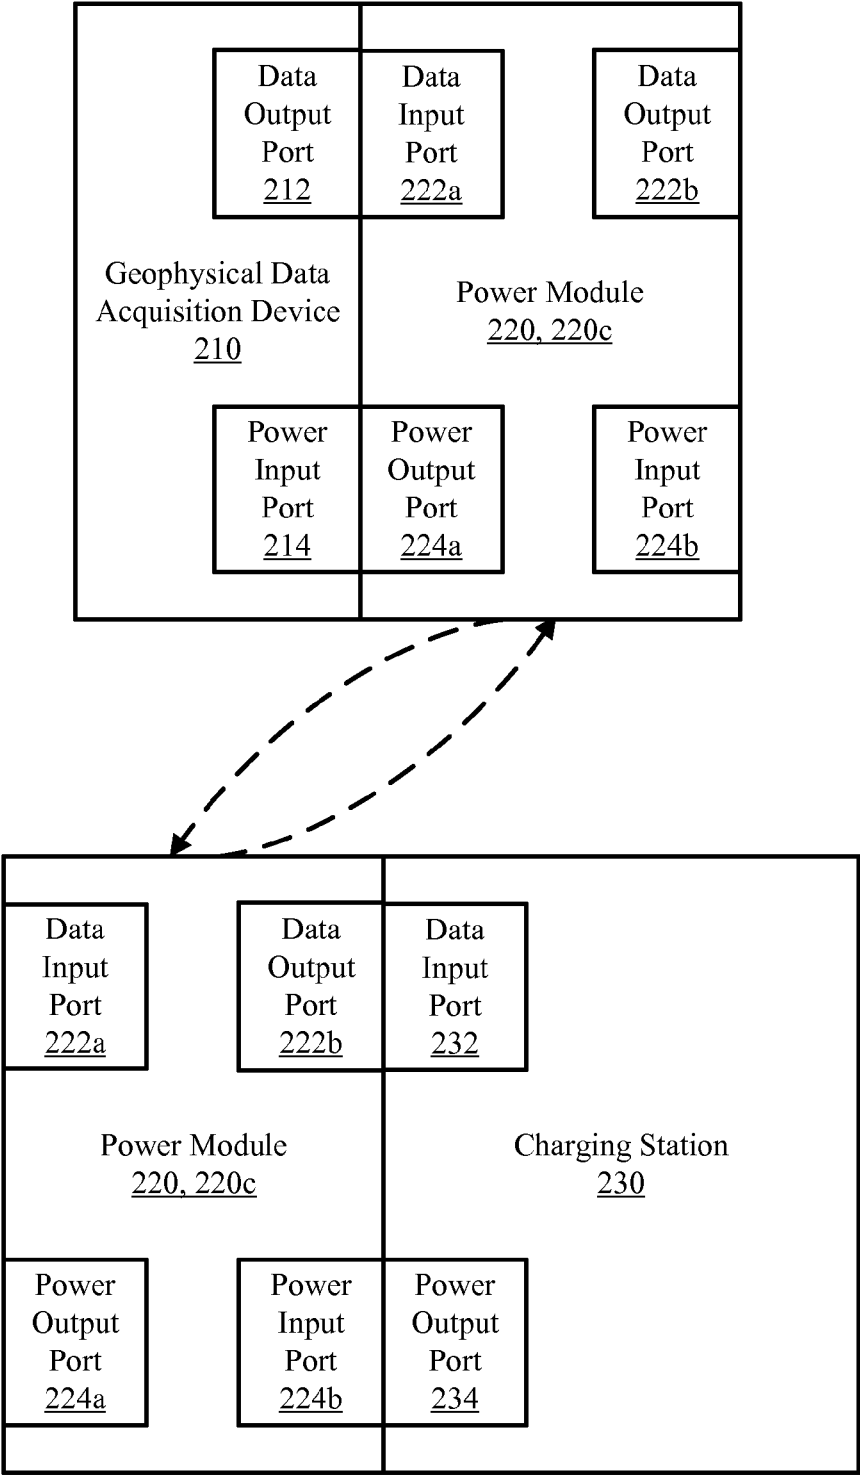 Data
Output
Port
212
Data
Input
Port
222a
Data
Output
Port
222b
Geophysical Data
Acquisition Device
210
Power Module
220, 220c
Power
Input
Port
214
Power
Output
Port
224a
Power
Input
Port
224b
Data
Input
Port
222a
Data
Output
Port
222b
Data
Input
Port
232
Power Module
220, 220c
Charging Station
230
Power
Output
Port
224a
Power
Input
Port
224b
Power
Output
Port
234